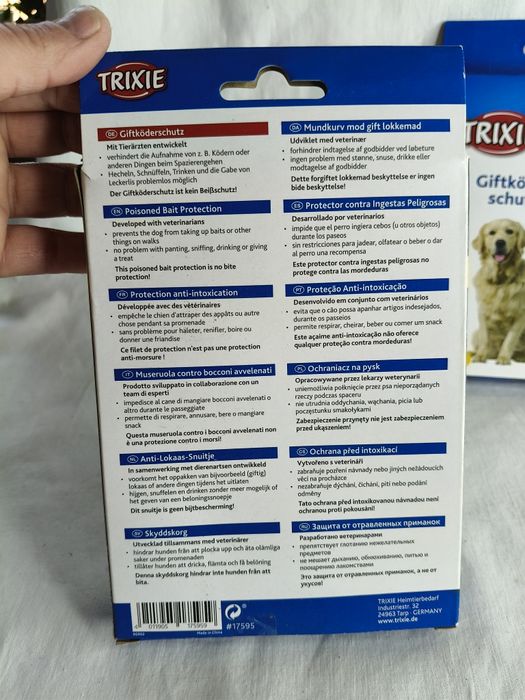 TRIXIE
DE Giftköderschutz
Mit Tierärzten entwickelt
• verhindert die Aufnahme von z. B. Ködern oder
anderen Dingen beim Spazierengehen
• Hecheln, Schnüffeln, Trinken und die Gabe von
Leckerlis problemlos möglich
Der Giftköderschutz ist kein Beißschutz!
EN Poisoned Bait Protection
Developed with veterinarians
• prevents the dog from taking up baits or other
things on walks
• no problem with panting, sniffing, drinking or giving
a treat
This poisoned bait protection is no bite
protection!
FR Protection anti-intoxication
Développée avec des vétérinaires
• empêche le chien d'attraper des appâts ou autre
chose pendant sa promenade
• sans problème pour haleter, renifler, boire ou
donner une friandise
Ce filet de protection n'est pas une protection
anti-morsure !
IT Museruola contro bocconi avvelenati
Prodotto sviluppato in collaborazione con un
team di esperti
• impedisce al cane di mangiare bocconi avvelenati o
altro durante le passeggiate
• permette di respirare, annusare, bere o mangiare
snack
Questa museruola contro i bocconi avvelenati non
è una protezione contro i morsi!
NL Anti-Lokaas-Snuitje
In samenwerking met dierenartsen ontwikkeld
• voorkomt het oppakken van bijvoorbeeld (giftig)
lokaas of andere dingen tijdens het uitlaten
• hijgen, snuffelen en drinken zonder meer mogelijk of
het geven van een beloningssnoepje
Dit snuitje is geen bijtbescherming!
SV Skyddskorg
Utvecklad tillsammans med veterinärer
• hindrar hunden från att plocka upp och äta olämliga
saker under promenader
• tillåter hunden att dricka, flämta och få belöning
Denna skyddskorg hindrar inte hunden från att
bita.
4 011905 175959
Made in China
#17595
DA Mundkurv mod gift lokkemad
Udviklet med veterinær
• forhindrer indtagelse af godbidder ved løbeture
• ingen problem med stønne, snuse, drikke eller
modtagelse af godbidder
Dette forgiftet lokkemad beskyttelse er ingen
bide beskyttelse!
ES Protector contra Ingestas Peligrosas
Desarrollado por veterinarios
• impide que el perro ingiera cebos (u otros objetos)
durante los paseos
• sin restricciones para jadear, olfatear o beber o dar
al perro una recompensa
Este protector contra ingestas peligrosas no
protege contra las mordeduras
PT Proteção Anti-intoxicação
Desenvolvido em conjunto com veterinários
• evita que o cão possa apanhar artigos indesejados,
durante os passeios
• permite respirar, cheirar, beber ou comer um snack
Este açaime anti-intoxicação não oferece
qualquer proteção contra mordeduras!
PL Ochraniacz na pysk
Opracowywane przez lekarzy weterynarii
• uniemożliwia połknięcie przez psa nieporządanych
rzeczy podczas spaceru
• nie utrudnia oddychania, wąchania, picia lub
poczęstunku smakołykami
Zabezpieczenie przynęty nie jest zabezpieczeniem
przed ukąszeniem!
Ochrana před intoxikací
Vytvořeno s veterináři
• zabraňuje pozření návnady nebo jiných nežádoucích
věcí na procházce
• nezabraňuje dýchání, čichání, pití nebo podání
odměny
Tato ochrana před intoxikovanou návnadou není
ochranou proti pokousání!
RU Защита от отравленных приманок
Разработано ветеринарами
• препятствует глотанию нежелательных
предметов
• не мешает дыханию, обнюхиванию, питью и
поощрению лакомствами
Это защита от отравленных приманок, а не от
укусов!
TRIXIE Heimtierbedarf
Industriestr. 32
24963 Tarp - GERMANY
www.trixie.de
TRIXIE
Giftkö
schu